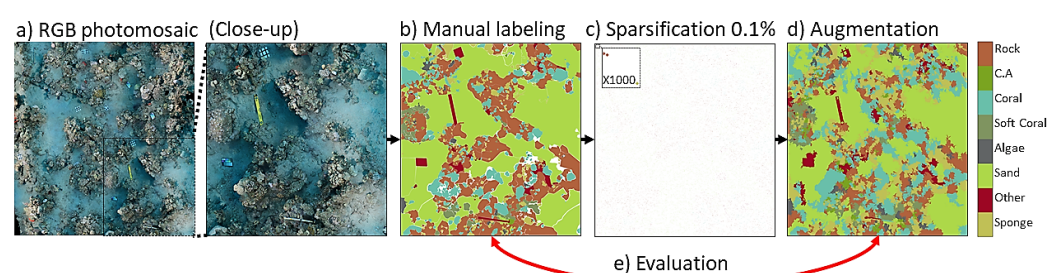 a) RGB photomosaic (Close-up) b) Manual labeling c) Sparsification 0.1% d) Augmentation
X1000
Rock
C.A
Coral
Soft Coral
Algae
Sand
Other
Sponge
e) Evaluation